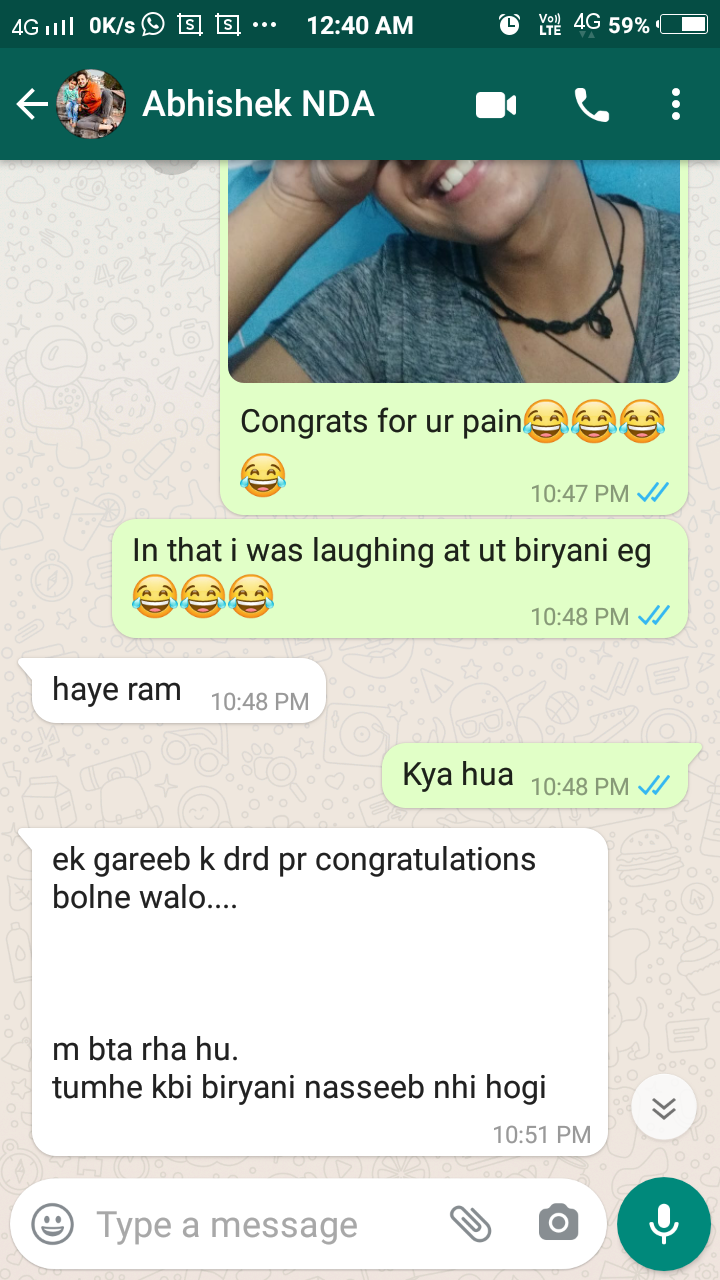 4G 0K/s S S 12:40 AM Vo)) LTE 4G 59%
Abhishek NDA
Congrats for ur pain😂😂😂
😂
10:47 PM
In that i was laughing at ut biryani eg
😂😂😂
10:48 PM
haye ram 10:48 PM
Kya hua 10:48 PM
ek gareeb k drd pr congratulations
bolne walo....
m bta rha hu.
tumhe kbi biryani nasseeb nhi hogi
10:51 PM
Type a message